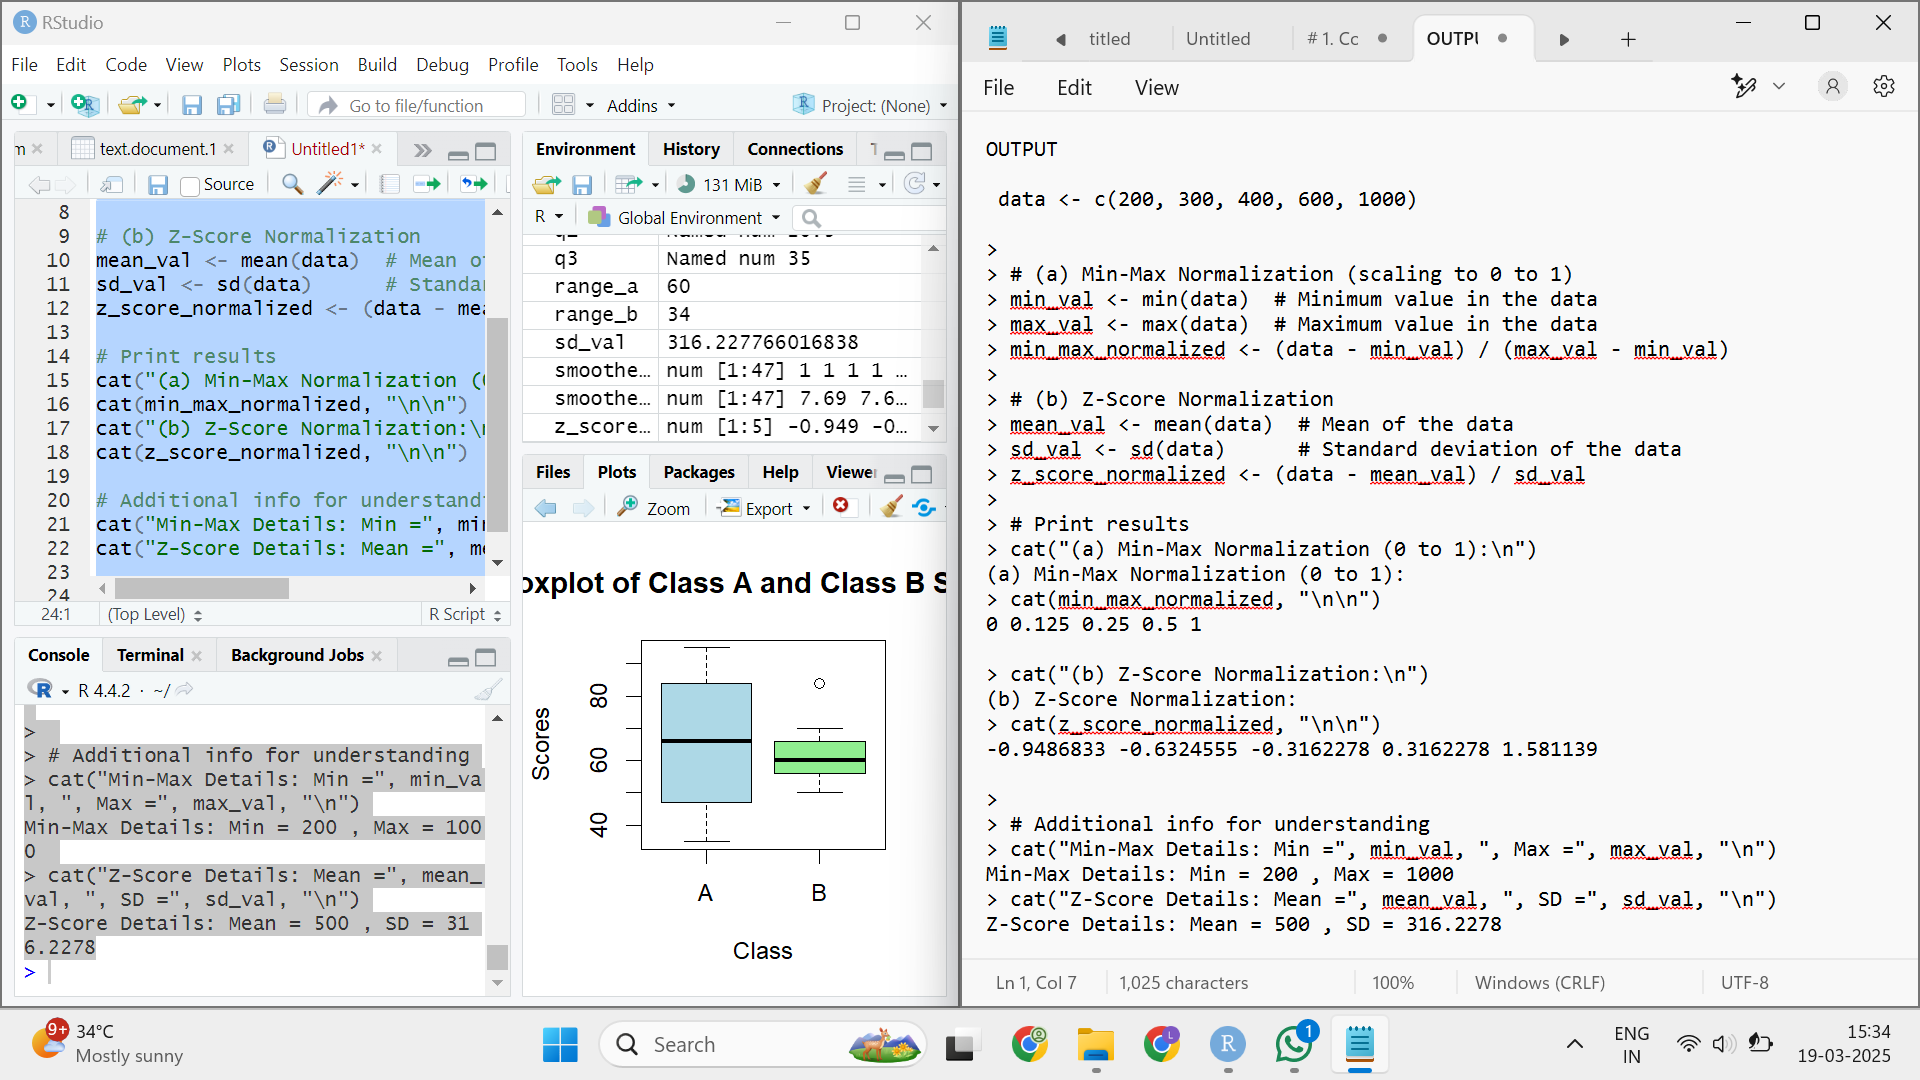 RStudio
File Edit Code View Plots Session Build Debug Profile Tools Help
Go to file/function
Addins
Project: (None)
m
text.document.1
Untitled1*
Source
8
9 # (b) Z-Score Normalization
10 mean_val <- mean(data)  # Mean o
11 sd_val <- sd(data)      # Standa
12 z_score_normalized <- (data - me
13
14 # Print results
15 cat("(a) Min-Max Normalization (
16 cat(min_max_normalized, "\n\n")
17 cat("(b) Z-Score Normalization:\
18 cat(z_score_normalized, "\n\n")
19
20 # Additional info for understand
21 cat("Min-Max Details: Min =", mi
22 cat("Z-Score Details: Mean =", m
23
24
24:1 (Top Level) R Script
Console Terminal Background Jobs
R 4.4.2 · ~/
>
> # Additional info for understanding
> cat("Min-Max Details: Min =", min_va
l, ", Max =", max_val, "\n")
Min-Max Details: Min = 200 , Max = 100
0
> cat("Z-Score Details: Mean =", mean_
val, ", SD =", sd_val, "\n")
Z-Score Details: Mean = 500 , SD = 31
6.2278
>
Environment History Connections
131 MiB
R Global Environment
q3 Named num 35
range_a 60
range_b 34
sd_val 316.227766016838
smoothe… num [1:47] 1 1 1 1 …
smoothe… num [1:47] 7.69 7.6…
z_score… num [1:5] -0.949 -0…
Files Plots Packages Help Viewer
Zoom Export
oxplot of Class A and Class B S
Scores
80
60
40
A B
Class
titled Untitled # 1. Cc OUTPU
File Edit View
OUTPUT
data <- c(200, 300, 400, 600, 1000)
>
> # (a) Min-Max Normalization (scaling to 0 to 1)
> min_val <- min(data)  # Minimum value in the data
> max_val <- max(data)  # Maximum value in the data
> min_max_normalized <- (data - min_val) / (max_val - min_val)
>
> # (b) Z-Score Normalization
> mean_val <- mean(data)  # Mean of the data
> sd_val <- sd(data)      # Standard deviation of the data
> z_score_normalized <- (data - mean_val) / sd_val
>
> # Print results
> cat("(a) Min-Max Normalization (0 to 1):\n")
(a) Min-Max Normalization (0 to 1):
> cat(min_max_normalized, "\n\n")
0 0.125 0.25 0.5 1
> cat("(b) Z-Score Normalization:\n")
(b) Z-Score Normalization:
> cat(z_score_normalized, "\n\n")
-0.9486833 -0.6324555 -0.3162278 0.3162278 1.581139
>
> # Additional info for understanding
> cat("Min-Max Details: Min =", min_val, ", Max =", max_val, "\n")
Min-Max Details: Min = 200 , Max = 1000
> cat("Z-Score Details: Mean =", mean_val, ", SD =", sd_val, "\n")
Z-Score Details: Mean = 500 , SD = 316.2278
Ln 1, Col 7 1,025 characters 100% Windows (CRLF) UTF-8
9+ 34°C
Mostly sunny
Search
L
R
1
ENG
IN
15:34
19-03-2025